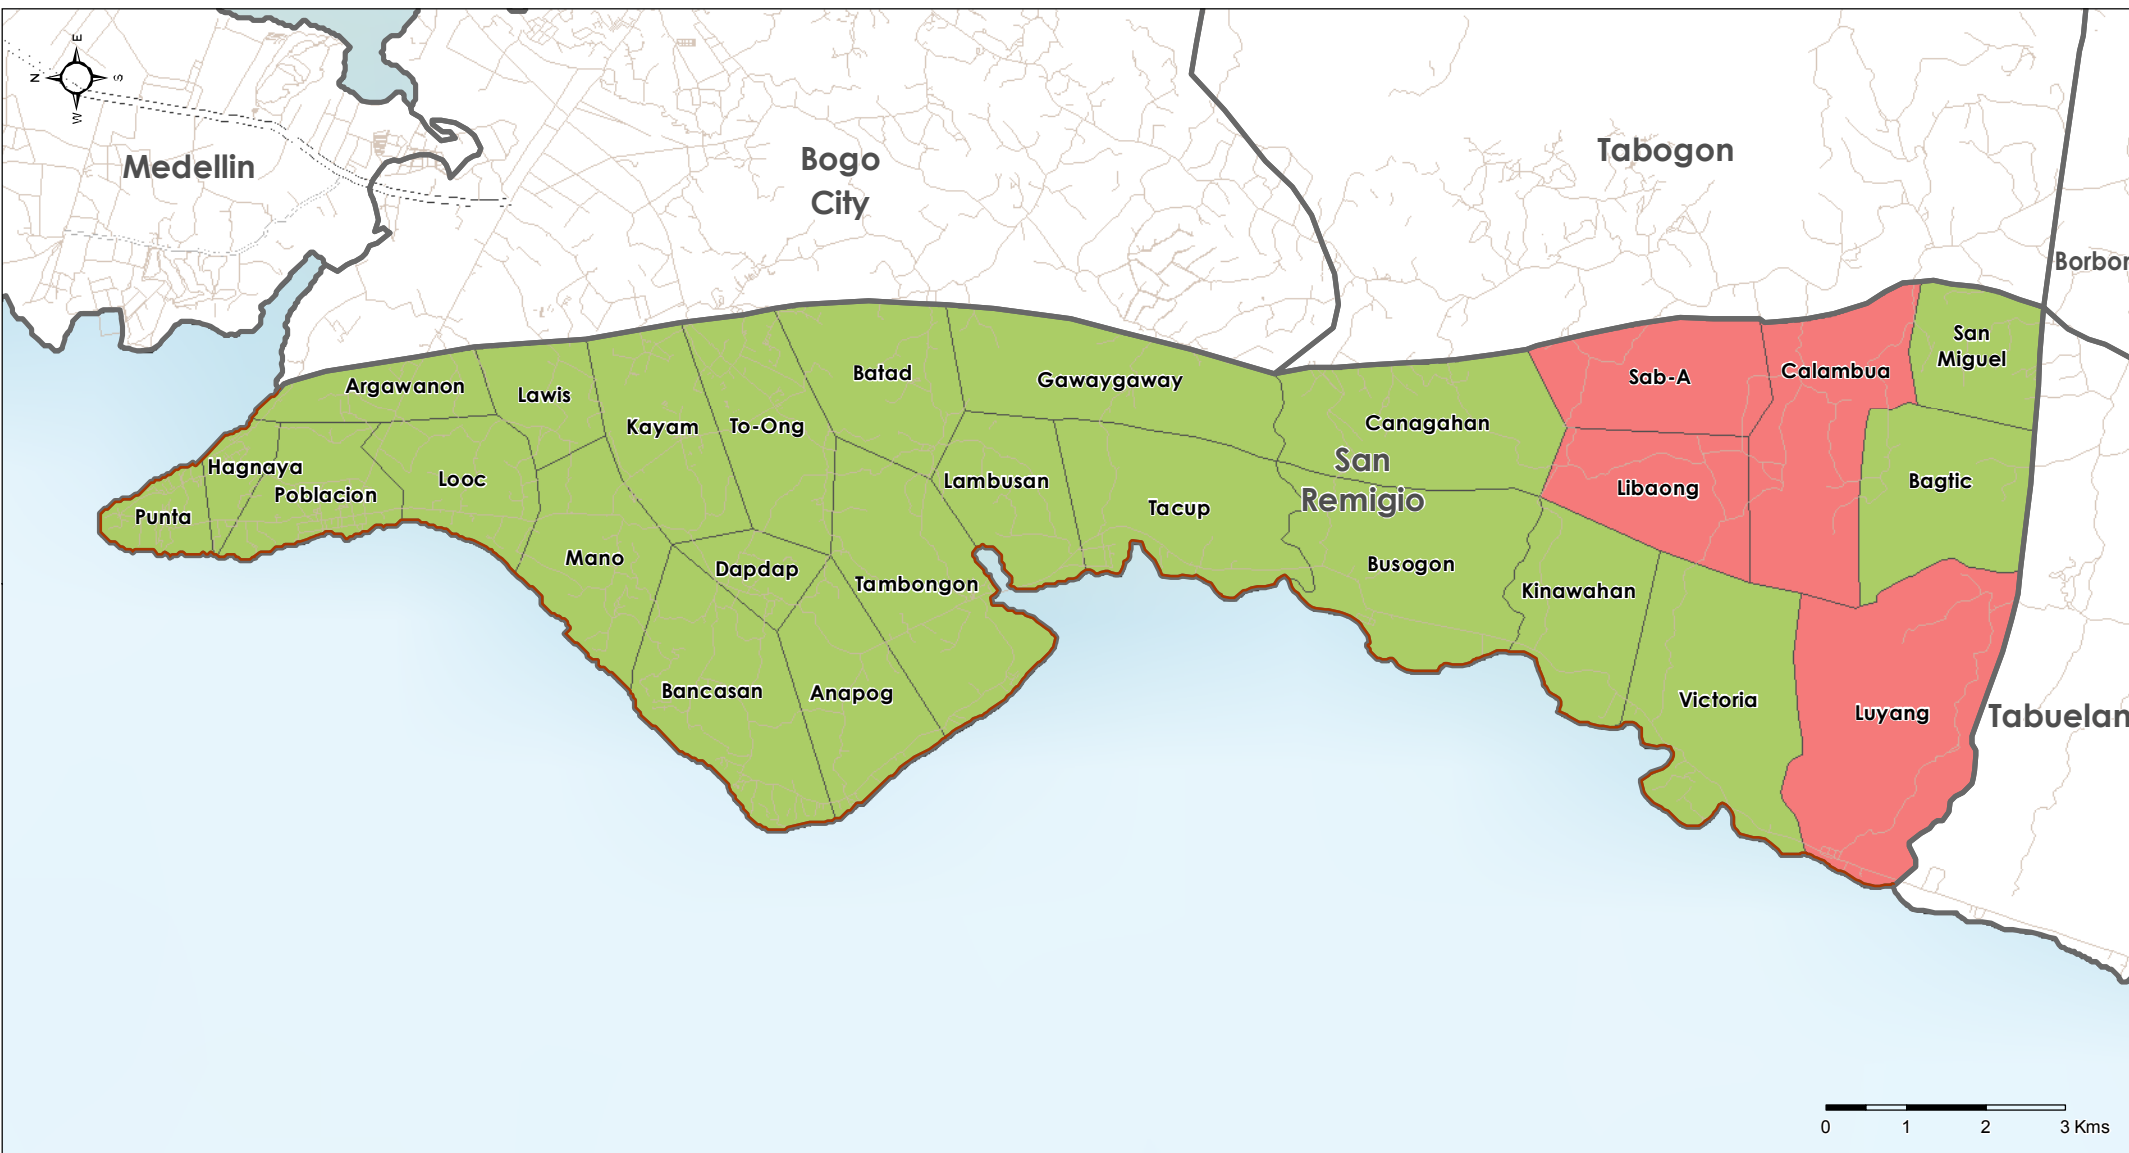 E
N
S
W
Medellin
Bogo
City
Tabogon
Borbor
San
Miguel
Argawanon
Lawis
Batad
Gawaygaway
Sab-A
Calambua
Kayam
To-Ong
Canagahan
San
Remigio
Hagnaya
Poblacion
Looc
Lambusan
Libaong
Bagtic
Punta
Tacup
Mano
Dapdap
Tambongon
Busogon
Kinawahan
Bancasan
Anapog
Victoria
Luyang
Tabuelan
0 1 2 3 Kms